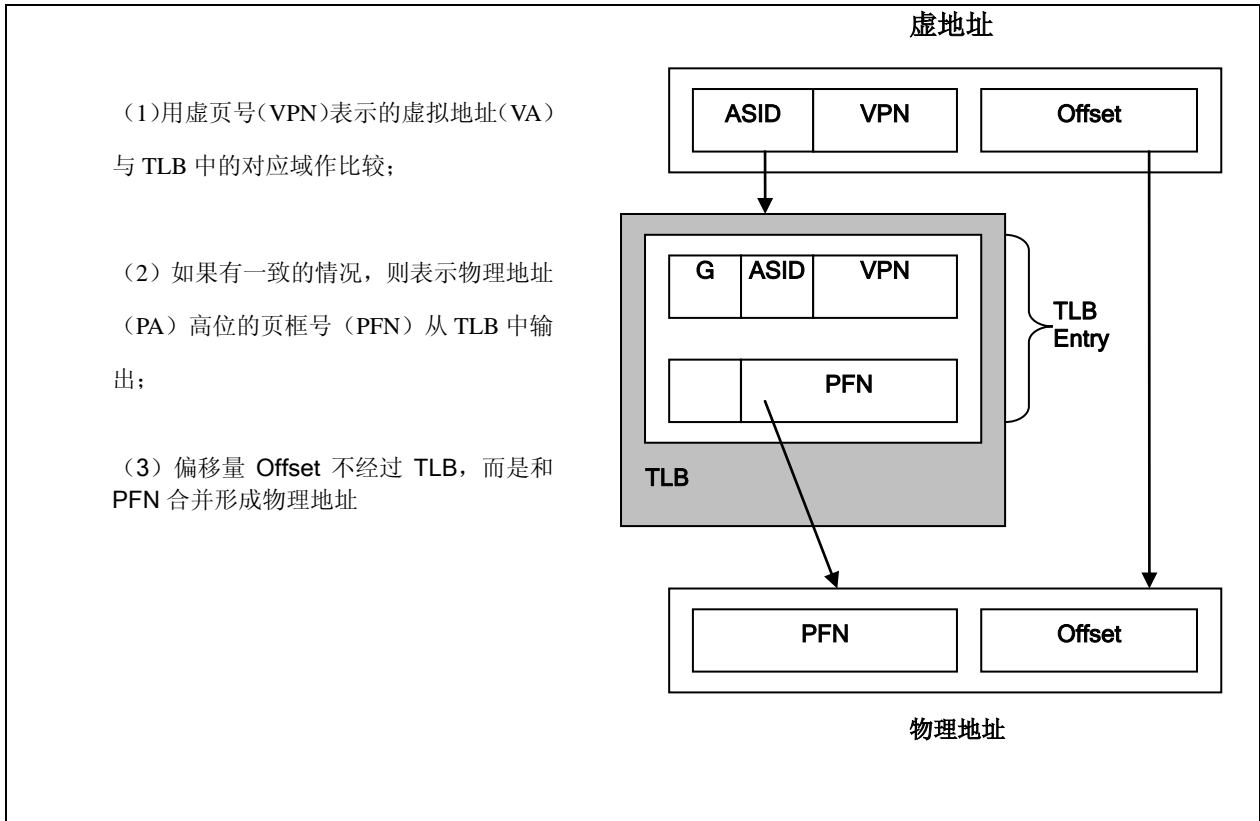 虚地址
（1)用虚页号（VPN）表示的虚拟地址（VA）
与 TLB 中的对应域作比较；
（2）如果有一致的情况，则表示物理地址
（PA）高位的页框号（PFN）从 TLB 中输
出；
（3）偏移量 Offset 不经过 TLB，而是和
PFN 合并形成物理地址
ASID VPN Offset
G ASID VPN
TLB
Entry
PFN
TLB
PFN Offset
物理地址